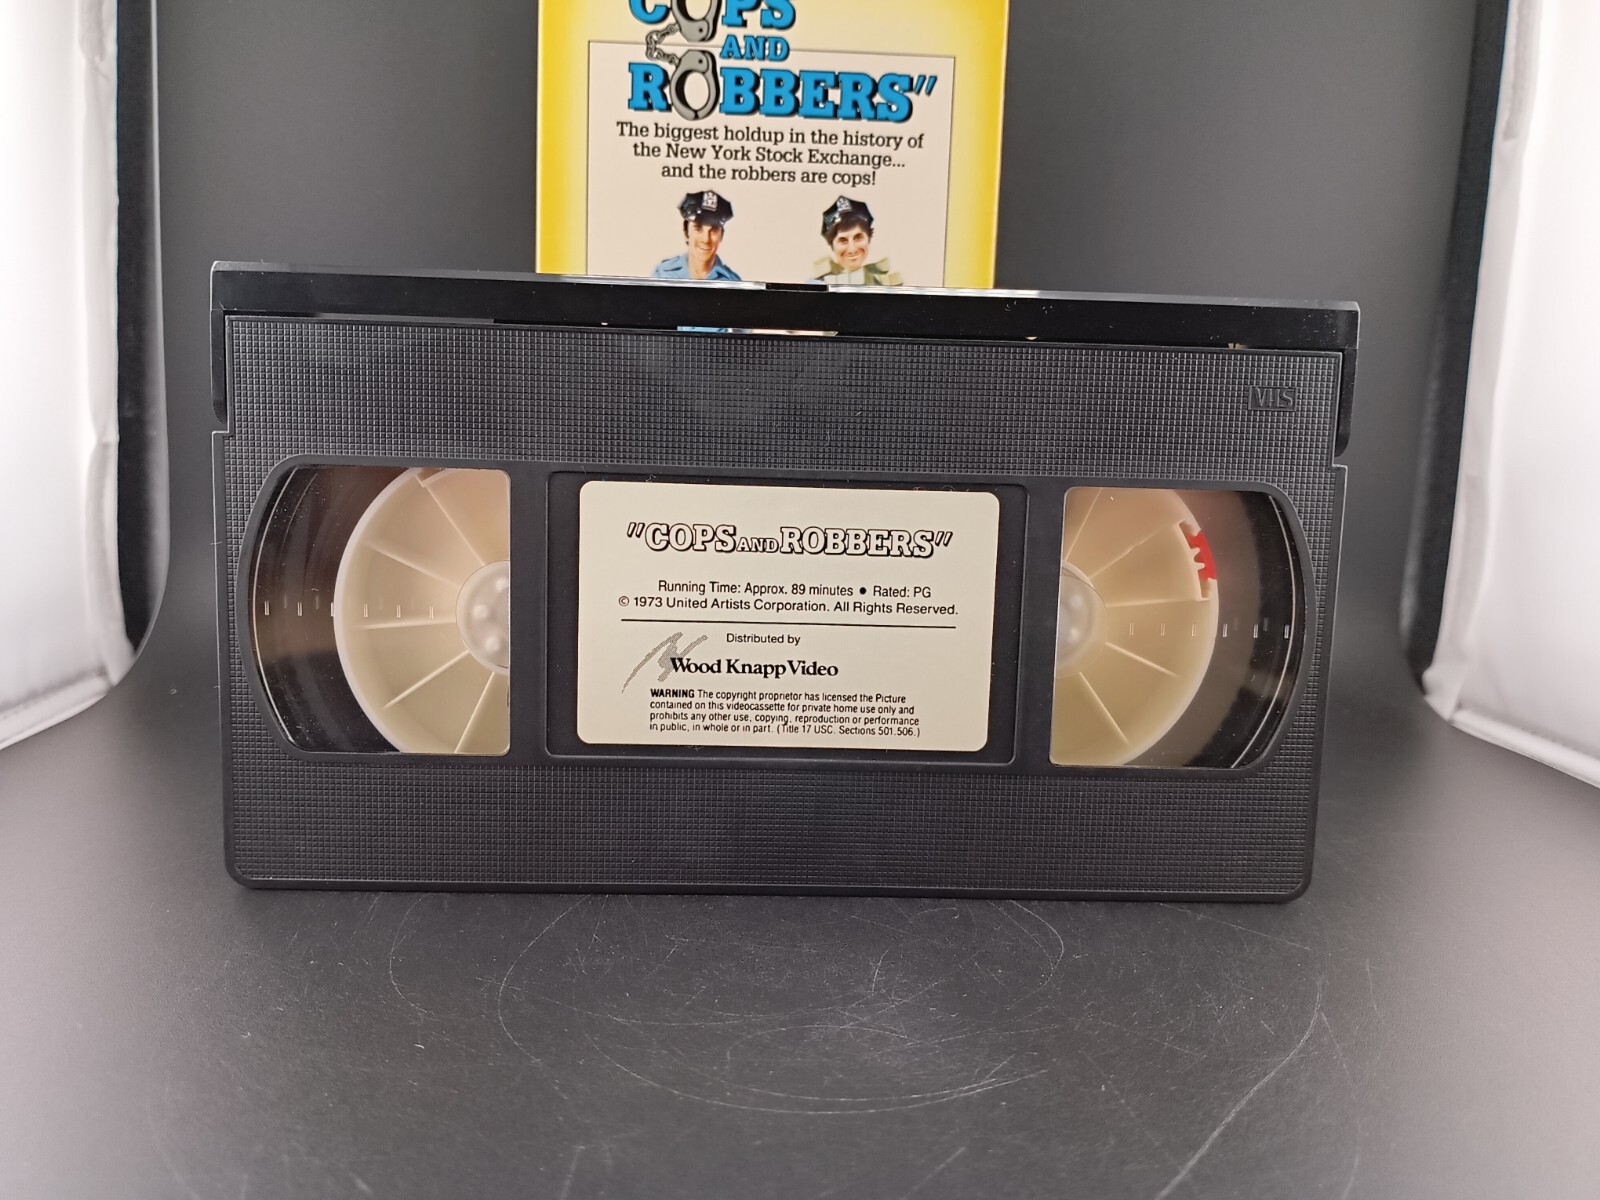 COPS
AND
ROBBERS"
The biggest holdup in the history of
the New York Stock Exchange...
and the robbers are cops!
VHS
"COPS AND ROBBERS"
Running Time: Approx. 89 minutes ● Rated: PG
© 1973 United Artists Corporation. All Rights Reserved.
Distributed by
Wood Knapp Video
WARNING The copyright proprietor has licensed the Picture
contained on this videocassette for private home use only and
prohibits any other use, copying, reproduction or performance
in public, in whole or in part. (Title 17 USC. Sections 501.506.)